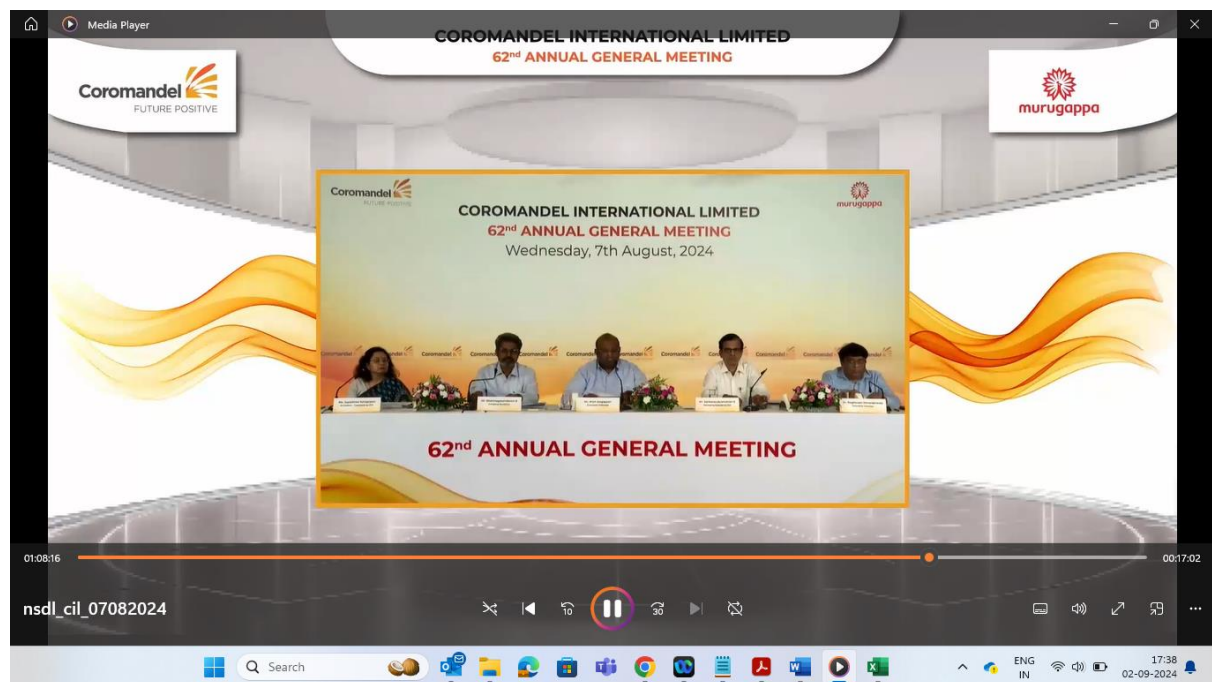 Media Player
COROMANDEL INTERNATIONAL LIMITED
62nd ANNUAL GENERAL MEETING
Coromandel
FUTURE POSITIVE
murugappa
Coromandel
FUTURE POSITIVE
murugappa
COROMANDEL INTERNATIONAL LIMITED
62nd ANNUAL GENERAL MEETING
Wednesday, 7th August, 2024
62nd ANNUAL GENERAL MEETING
01:08:16
00:17:02
nsdl_cil_07082024
10
30
Search
ENG
IN
17:38
02-09-2024